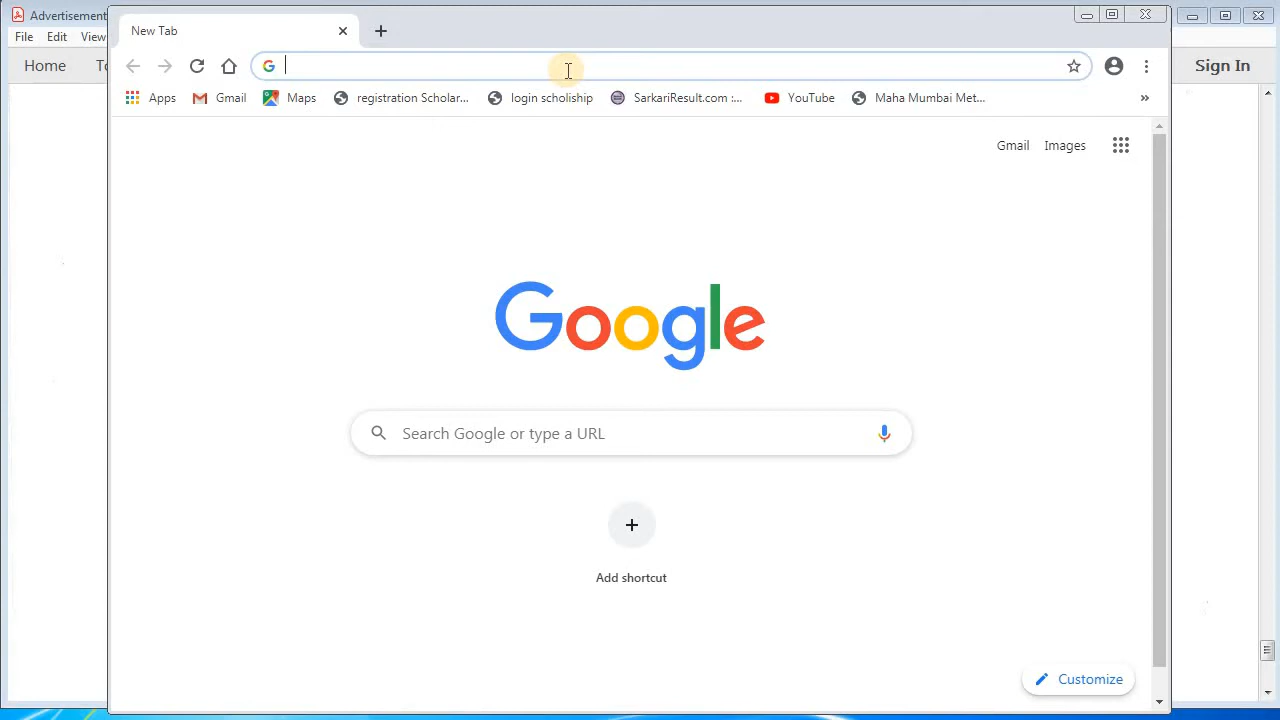 Advertisement
File Edit View
Home
Sign In
New Tab
Apps Gmail Maps registration Scholar... login scholiship SarkariResult.com :... YouTube Maha Mumbai Met... »
Gmail Images
Google
Search Google or type a URL
Add shortcut
Customize